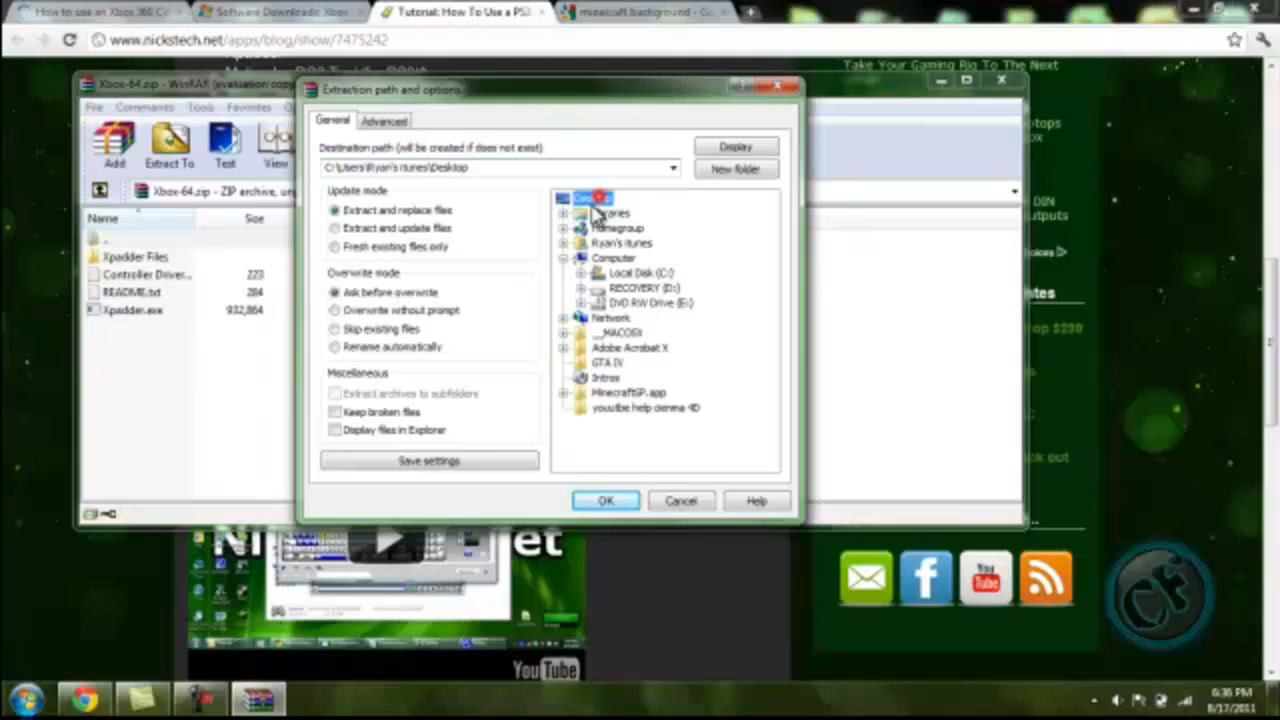 How to use an Xbox 360 Co
Software Downloads: Xbox
Tutorial: How To Use a PS3
minecraft background - Go
www.nickstech.net/apps/blog/show/7475242
Take Your Gaming Rig To The Next
Xbox-64.zip - WinRAR (evaluation copy
File Commands Tools Favorites
Add Extract To Test View
Xbox-64.zip - ZIP archive, unp
Name Size
..
Xpadder Files
Controller Driver... 223
README.txt 284
Xpadder.exe 932,864
Extraction path and options
General Advanced
Destination path (will be created if does not exist)
C:\Users\Ryan's itunes\Desktop
Display
New folder
Update mode
Extract and replace files
Extract and update files
Fresh existing files only
Overwrite mode
Ask before overwrite
Overwrite without prompt
Skip existing files
Rename automatically
Miscellaneous
Extract archives to subfolders
Keep broken files
Display files in Explorer
Save settings
Libraries
Homegroup
Ryan's itunes
Computer
Local Disk (C:)
RECOVERY (D:)
DVD RW Drive (E:)
Network
__MACOSX
Adobe Acrobat X
GTA IV
Intros
MinecraftSP.app
OK Cancel Help
$230
et
You Tube
YouTube
6:36 PM
8/17/2011